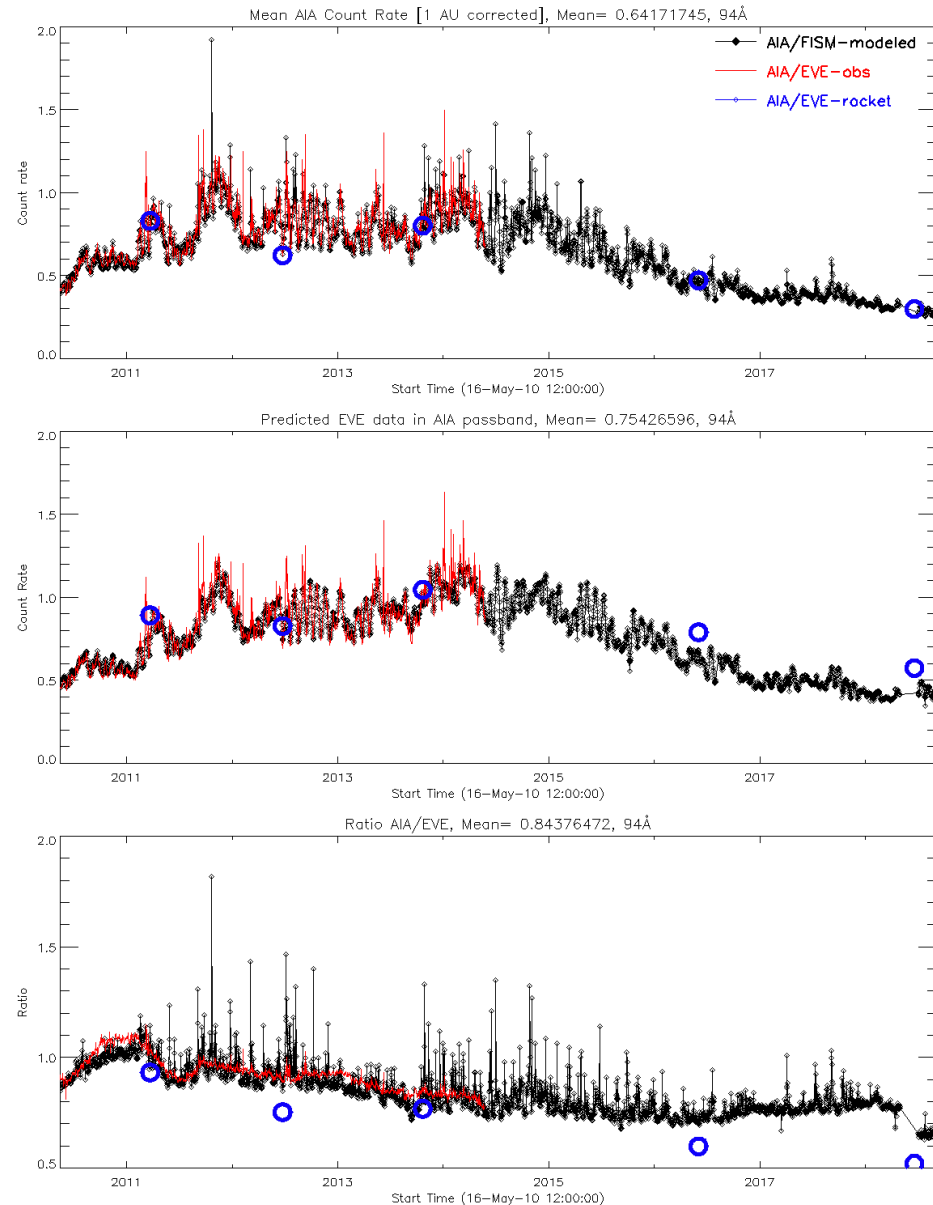 Mean AIA Count Rate [1 AU corrected], Mean= 0.64171745, 94Å
2.0
1.5
1.0
0.5
0.0
Count rate
AIA/FISM-modeled
AIA/EVE-obs
AIA/EVE-rocket
2011 2013 2015 2017
Start Time (16-May-10 12:00:00)
Predicted EVE data in AIA passband, Mean= 0.75426596, 94Å
2.0
1.5
1.0
0.5
0.0
Count Rate
2011 2013 2015 2017
Start Time (16-May-10 12:00:00)
Ratio AIA/EVE, Mean= 0.84376472, 94Å
2.0
1.5
1.0
0.5
Ratio
2011 2013 2015 2017
Start Time (16-May-10 12:00:00)